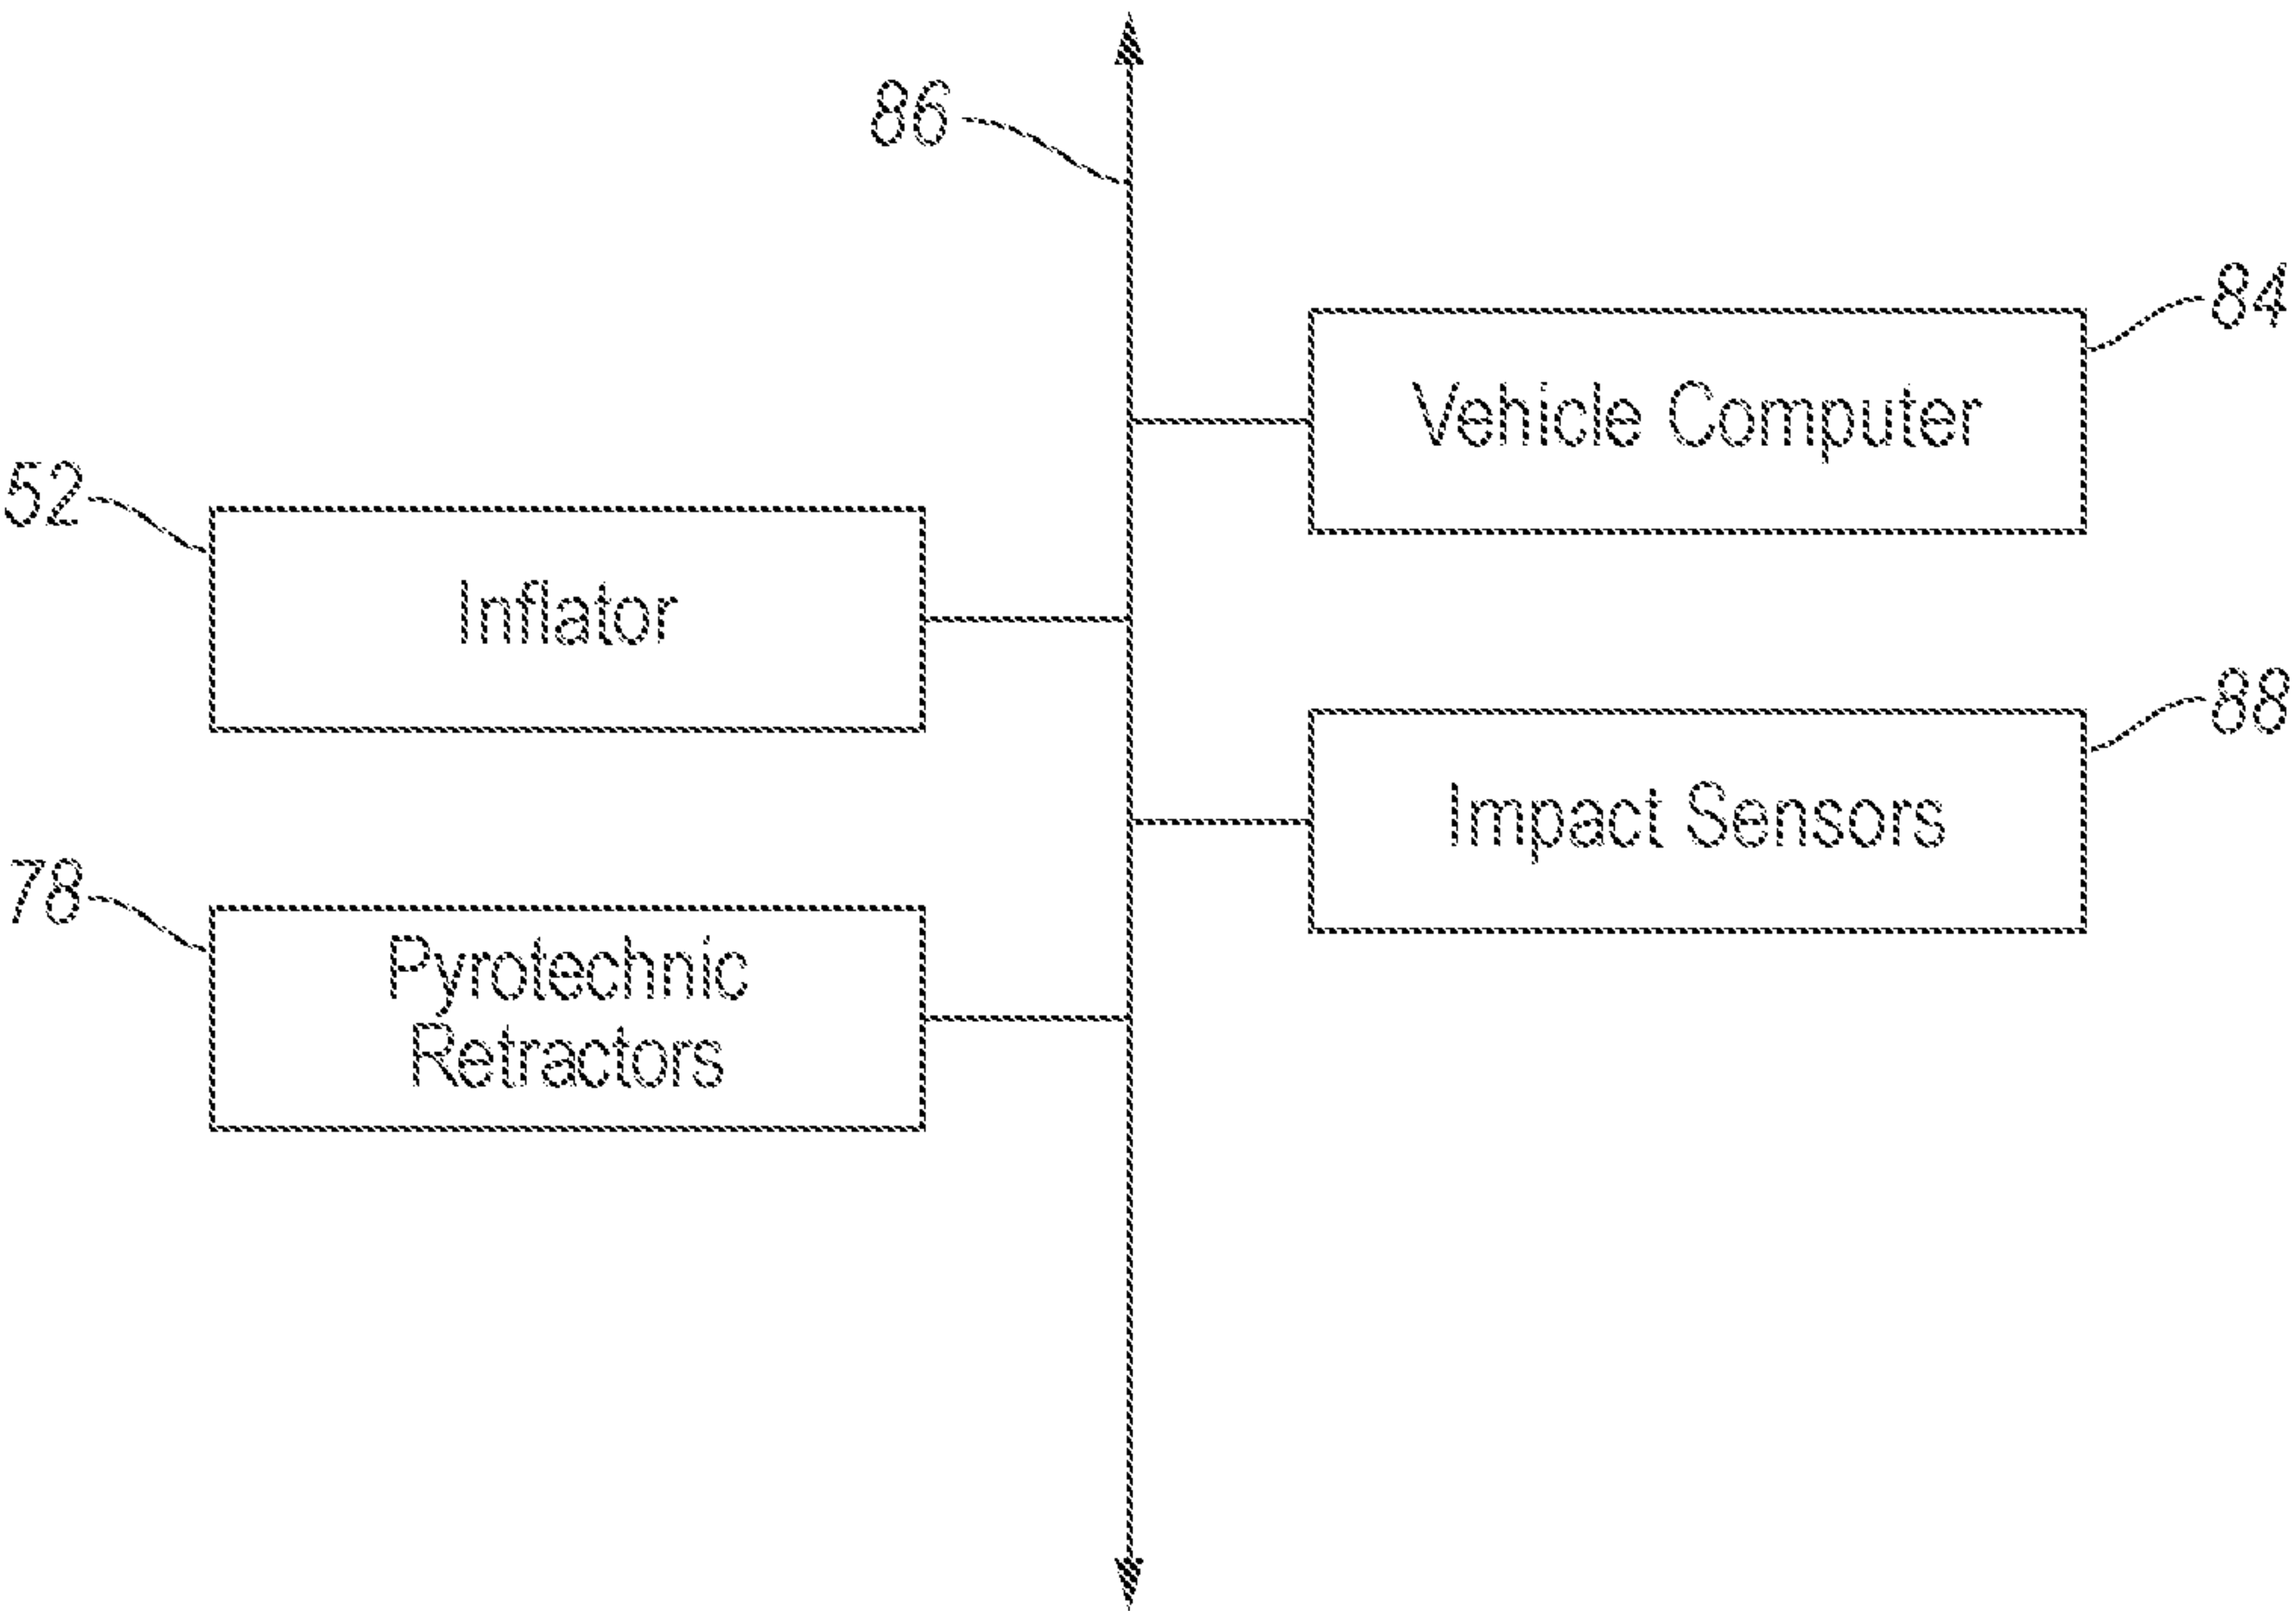 86
84
Vehicle Computer
52
Inflator
88
Impact Sensors
78
Pyrotechnic
Retractors